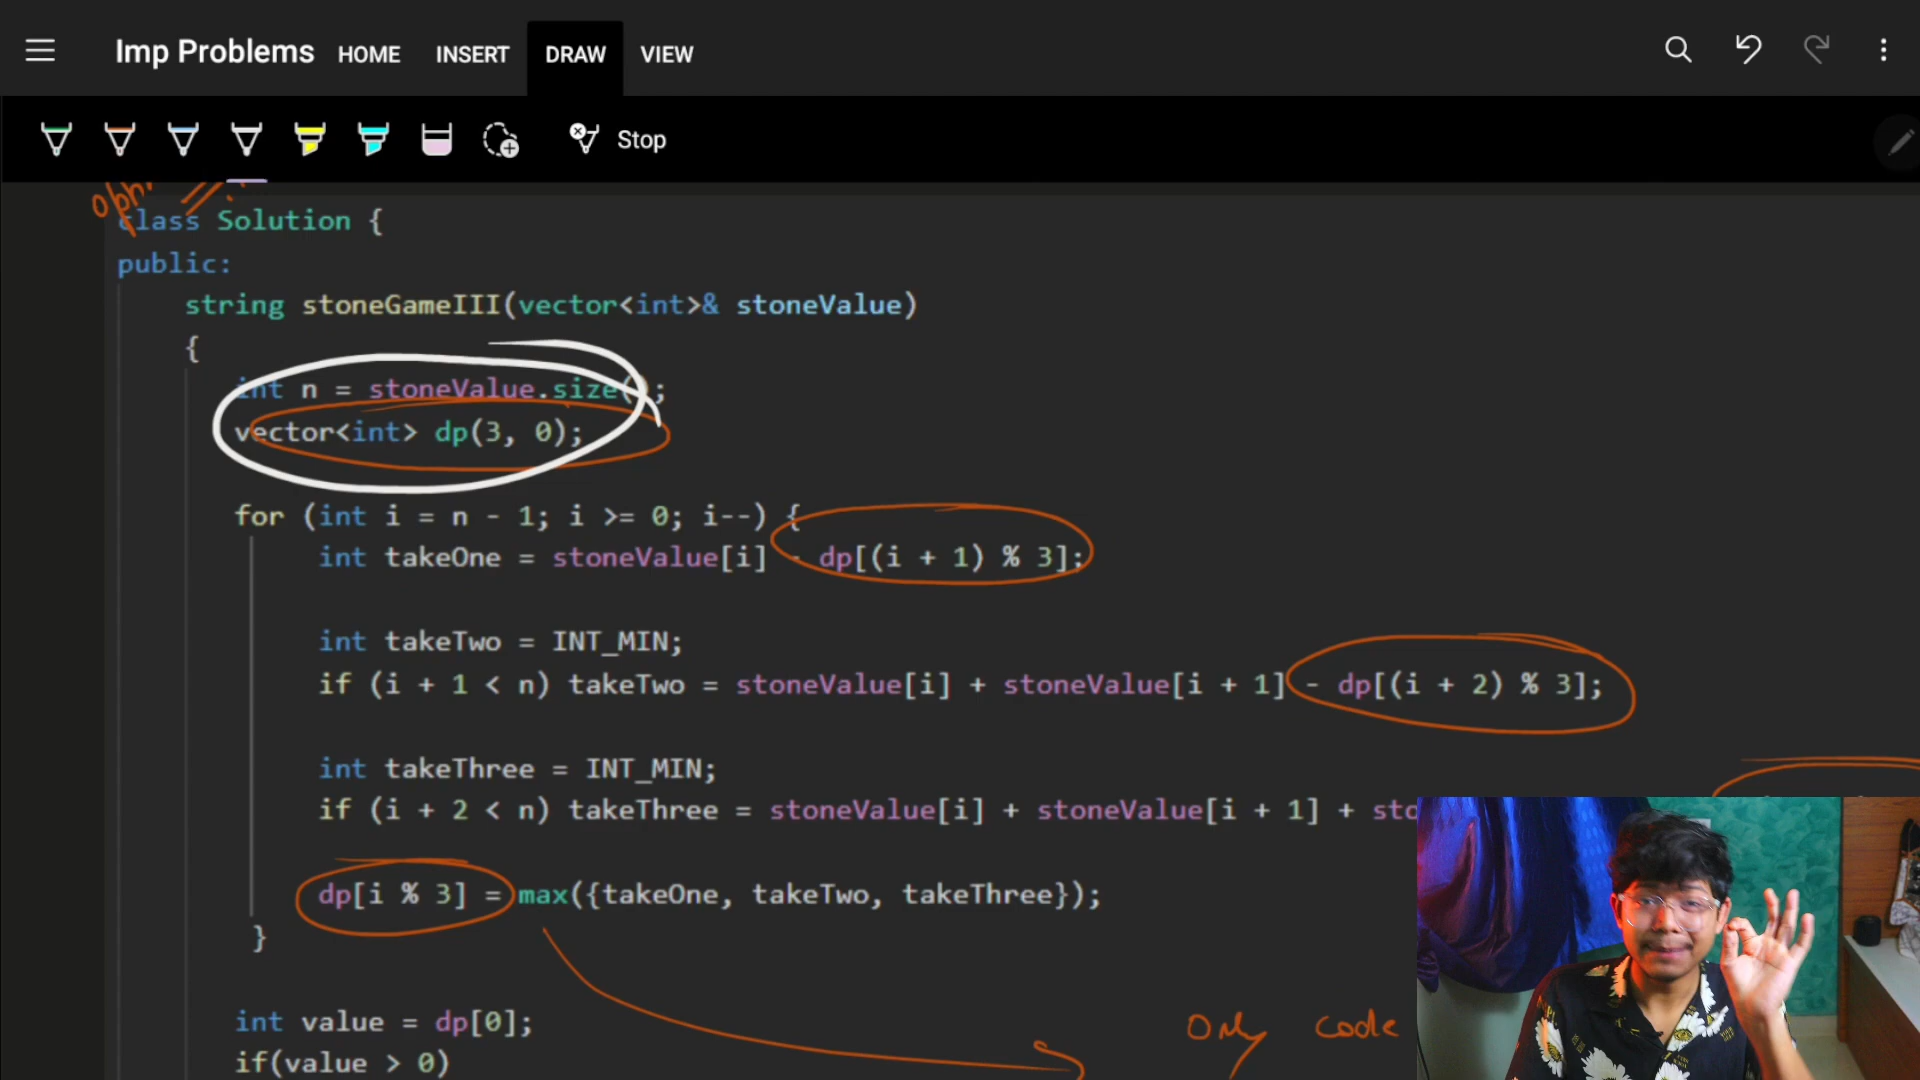 Imp Problems HOME INSERT DRAW VIEW
Stop
class Solution {
public:
string stoneGameIII(vector<int>& stoneValue)
{
int n = stoneValue.size();
vector<int> dp(3, 0);
for (int i = n - 1; i >= 0; i--) {
int takeOne = stoneValue[i] - dp[(i + 1) % 3];
int takeTwo = INT_MIN;
if (i + 1 < n) takeTwo = stoneValue[i] + stoneValue[i + 1] - dp[(i + 2) % 3];
int takeThree = INT_MIN;
if (i + 2 < n) takeThree = stoneValue[i] + stoneValue[i + 1] + sto
dp[i % 3] = max({takeOne, takeTwo, takeThree});
}
int value = dp[0];
Only code
if(value > 0)